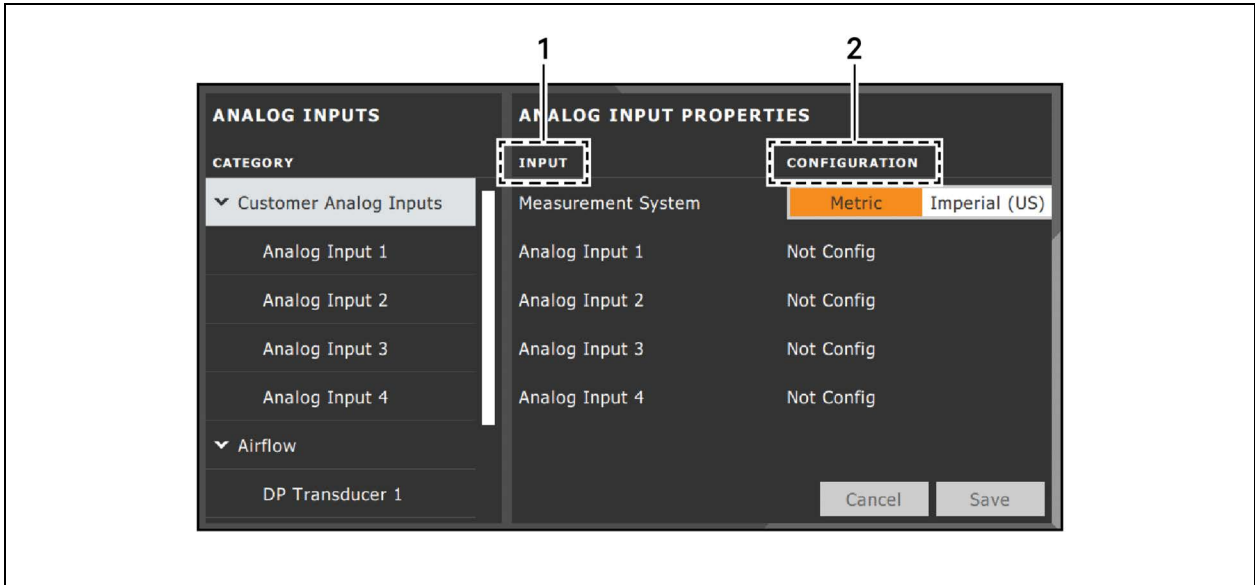 1 2
ANALOG INPUTS ANALOG INPUT PROPERTIES
CATEGORY INPUT CONFIGURATION
Customer Analog Inputs Measurement System Metric Imperial (US)
Analog Input 1 Analog Input 1 Not Config
Analog Input 2 Analog Input 2 Not Config
Analog Input 3 Analog Input 3 Not Config
Analog Input 4 Analog Input 4 Not Config
Airflow
DP Transducer 1 Cancel Save